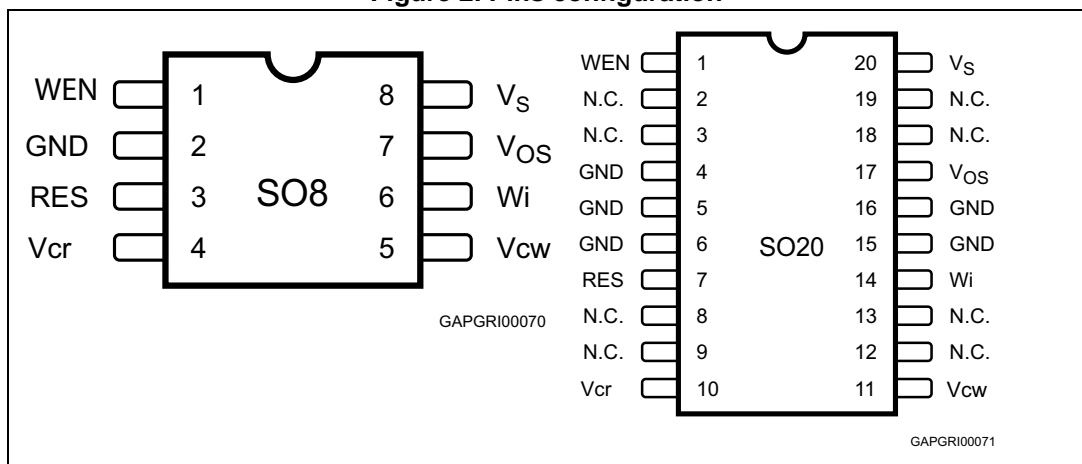 Figure 2. Pins configuration
WEN 1 8 VS
GND 2 7 VOS
RES 3 SO8 6 Wi
Vcr 4 5 Vcw
GAPGRI00070
WEN 1 20 VS
N.C. 2 19 N.C.
N.C. 3 18 N.C.
GND 4 17 VOS
GND 5 16 GND
GND 6 SO20 15 GND
RES 7 14 Wi
N.C. 8 13 N.C.
N.C. 9 12 N.C.
Vcr 10 11 Vcw
GAPGRI00071